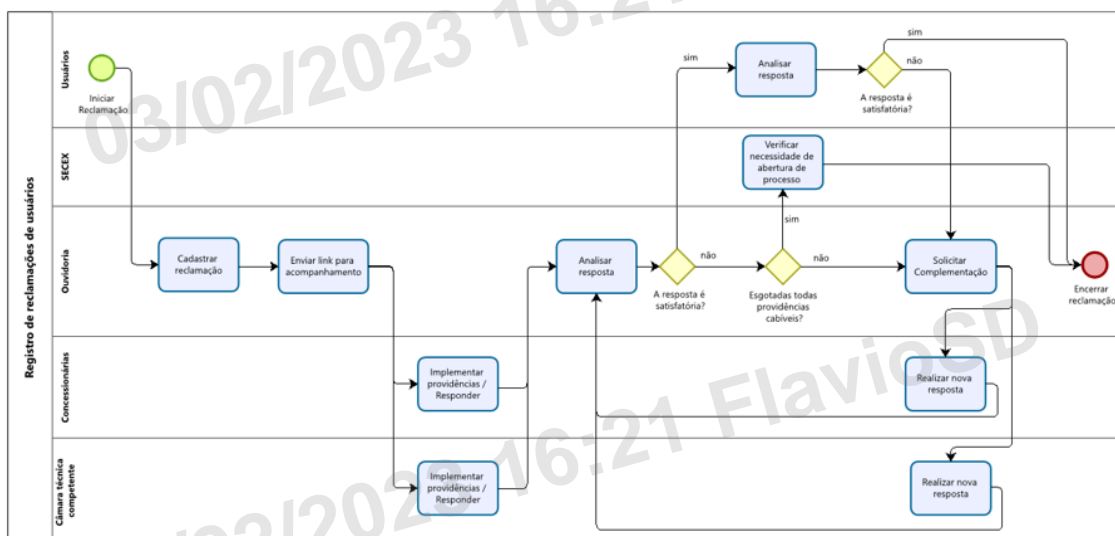 03/02/2023 16:21
Registro de reclamações de usuários
Usuários
Iniciar
Reclamação
sim
Analisar
resposta
A resposta é
satisfatória?
sim
não
SECEX
Verificar
necessidade de
abertura de
processo
sim
Ouvidoria
Cadastrar
reclamação
Enviar link para
acompanhamento
Analisar
resposta
A resposta é
satisfatória?
não
Esgotadas todas
providências
cabíveis?
não
Solicitar
Complementação
Encerrar
reclamação
Concessionárias
Implementar
providências /
Responder
Realizar nova
resposta
Câmara técnica
competente
Implementar
providências /
Responder
Realizar nova
resposta
03/02/2023 16:21 FlavioSD